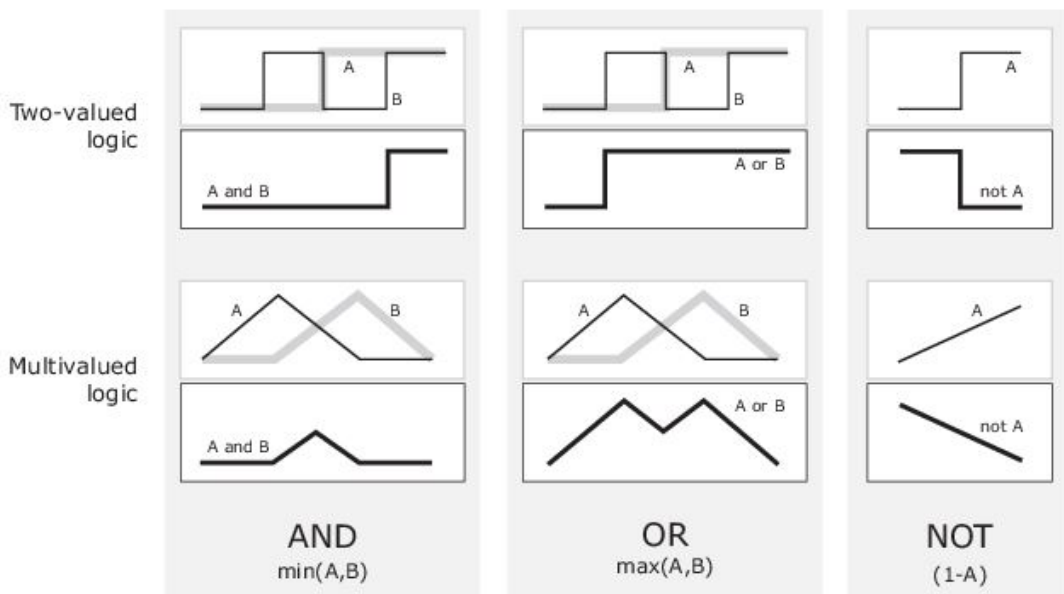 A
B
A
B
A
Two-valued
logic
A and B
A or B
not A
A
B
A
B
A
Multivalued
logic
A and B
A or B
not A
AND
min(A,B)
OR
max(A,B)
NOT
(1-A)